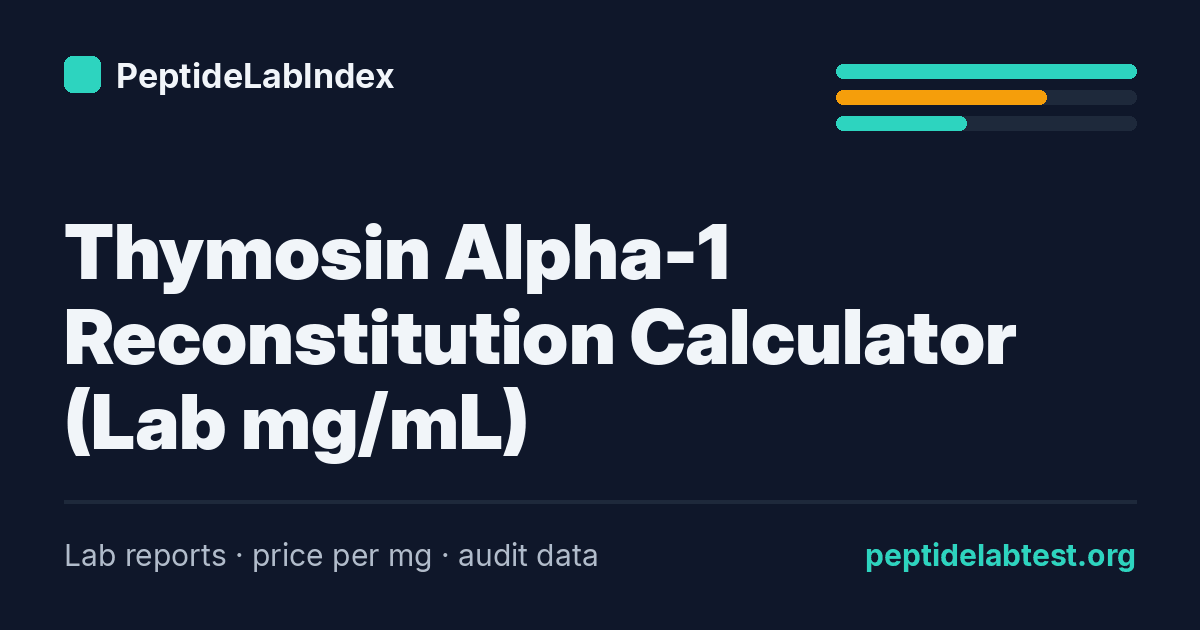 PeptideLabIndex
Thymosin Alpha-1
Reconstitution Calculator
(Lab mg/mL)
Lab reports · price per mg · audit data
peptidelabtest.org